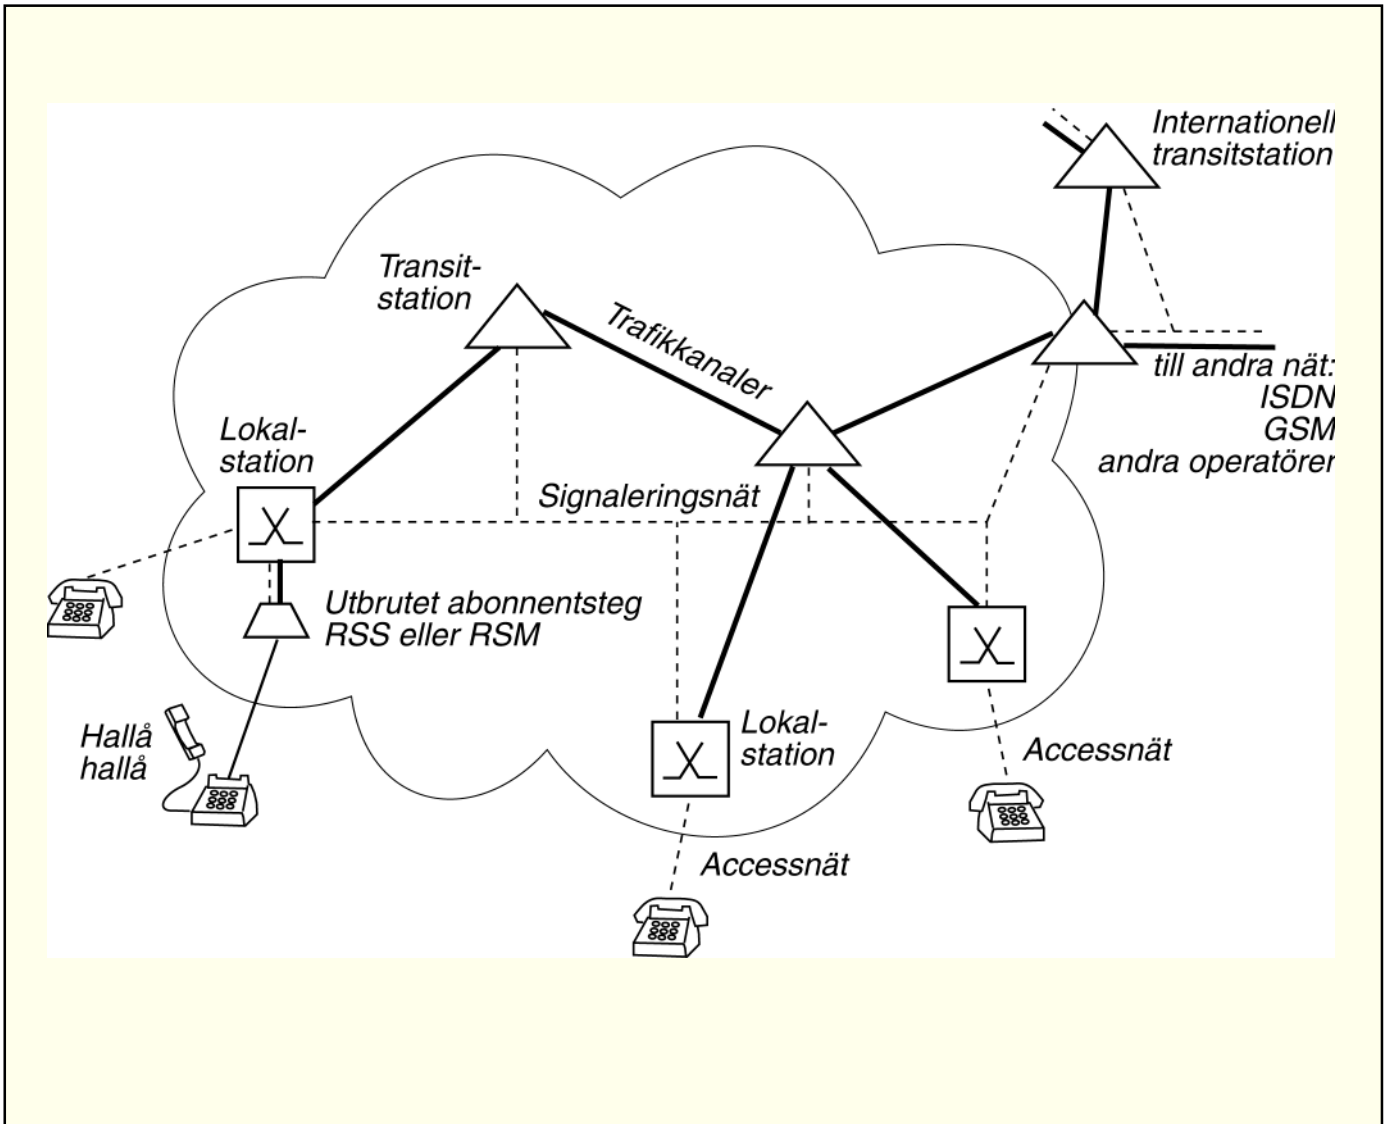 Internationell
transitstation
Transit-
station
Trafikkanaler
till andra nät:
ISDN
GSM
andra operatörer
Lokal-
station
Signaleringsnät
Utbrutet abonnentsteg
RSS eller RSM
Hallå
hallå
Lokal-
station
Accessnät
Accessnät